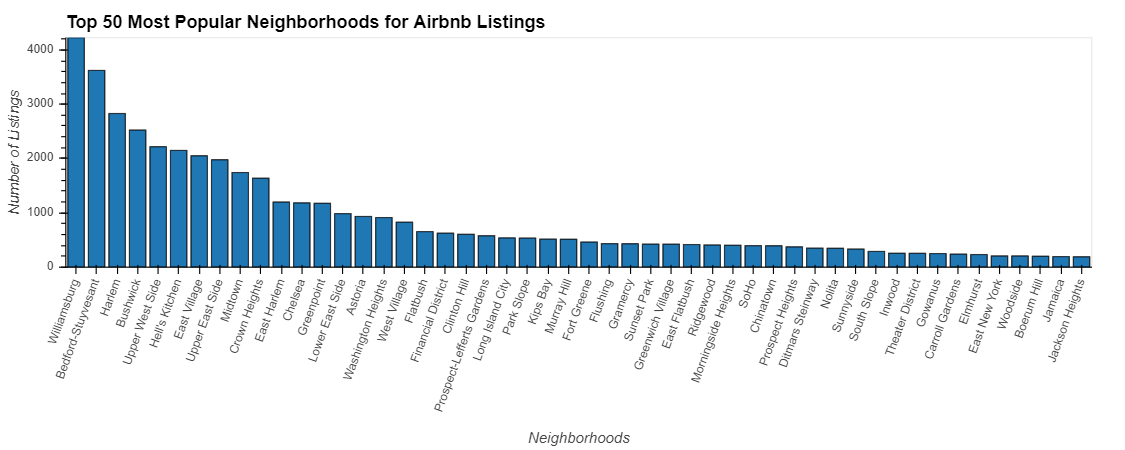 Top 50 Most Popular Neighborhoods for Airbnb Listings
Number of Listings
4000
3000
2000
1000
0
Williamsburg
Bedford-Stuyvesant
Harlem
Bushwick
Upper West Side
Hell's Kitchen
East Village
Upper East Side
Midtown
Crown Heights
East Harlem
Chelsea
Greenpoint
Lower East Side
Astoria
Washington Heights
West Village
Flatbush
Financial District
Clinton Hill
Prospect-Lefferts Gardens
Long Island City
Park Slope
Kips Bay
Murray Hill
Fort Greene
Flushing
Gramercy
Sunset Park
Greenwich Village
East Flatbush
Ridgewood
Morningside Heights
SoHo
Chinatown
Prospect Heights
Ditmars Steinway
Nolita
Sunnyside
South Slope
Inwood
Theater District
Gowanus
Carroll Gardens
Elmhurst
East New York
Woodside
Boerum Hill
Jamaica
Jackson Heights
Neighborhoods